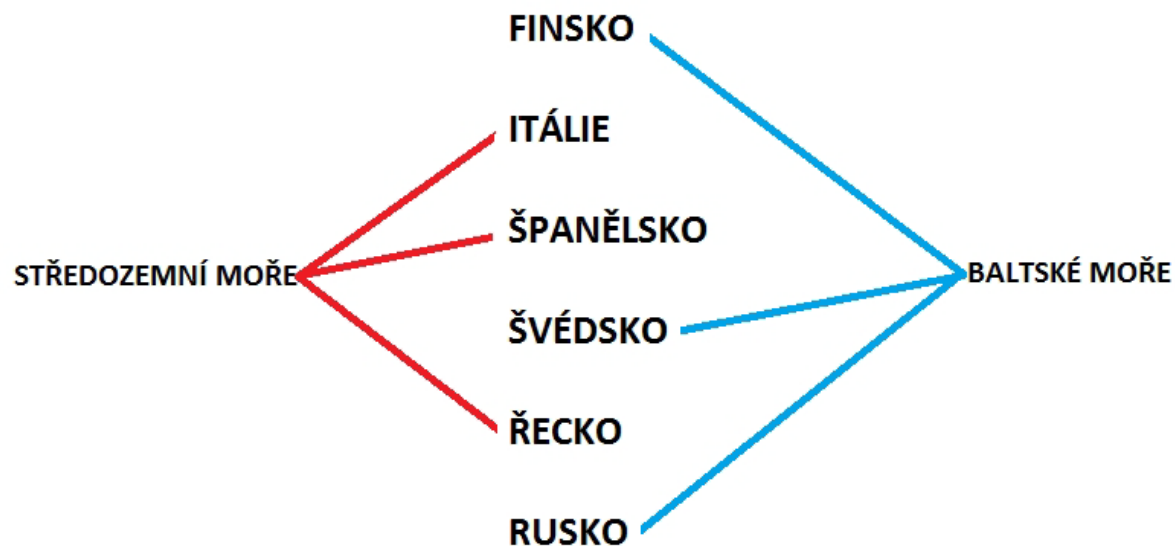 FINSKO
ITÁLIE
ŠPANĚLSKO
STŘEDOZEMNÍ MOŘE
BALTSKÉ MOŘE
ŠVÉDSKO
ŘECKO
RUSKO